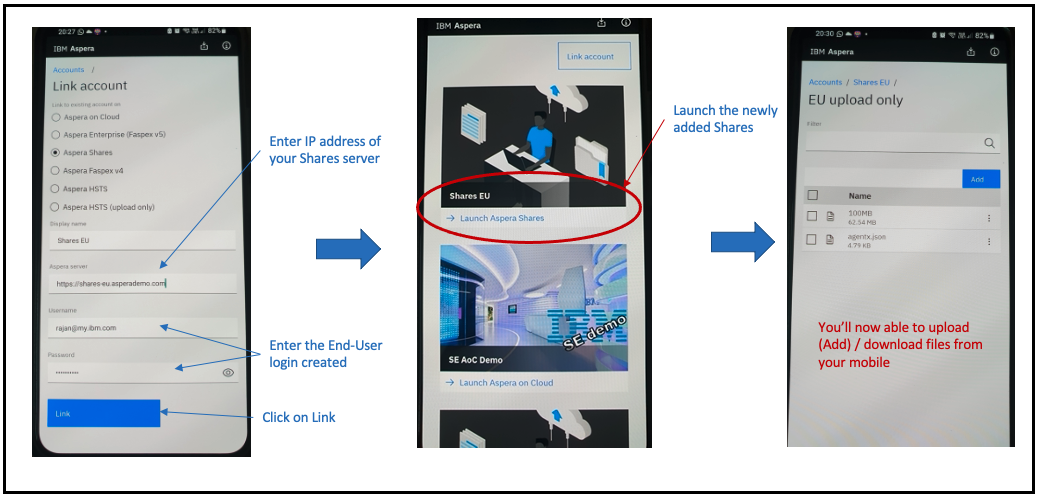 20:27
82%
IBM Aspera
Accounts /
Link account
Link to existing account on
Aspera on Cloud
Aspera Enterprise (Faspex v5)
Aspera Shares
Aspera Faspex v4
Aspera HSTS
Aspera HSTS (upload only)
Display name
Shares EU
Aspera server
https://shares-eu.asperademo.com
Username
rajan@my.ibm.com
Password
••••••••••
Link
Enter IP address of
your Shares server
Enter the End-User
login created
Click on Link
IBM Aspera
Link account
Shares EU
→ Launch Aspera Shares
IBM
SE demo
SE AoC Demo
→ Launch Aspera on Cloud
Launch the newly
added Shares
20:30
82%
IBM Aspera
Accounts / Shares EU /
EU upload only
Filter
Add
Name
100MB
62.54 MB
agentx.json
4.79 KB
You’ll now able to upload
(Add) / download files from
your mobile